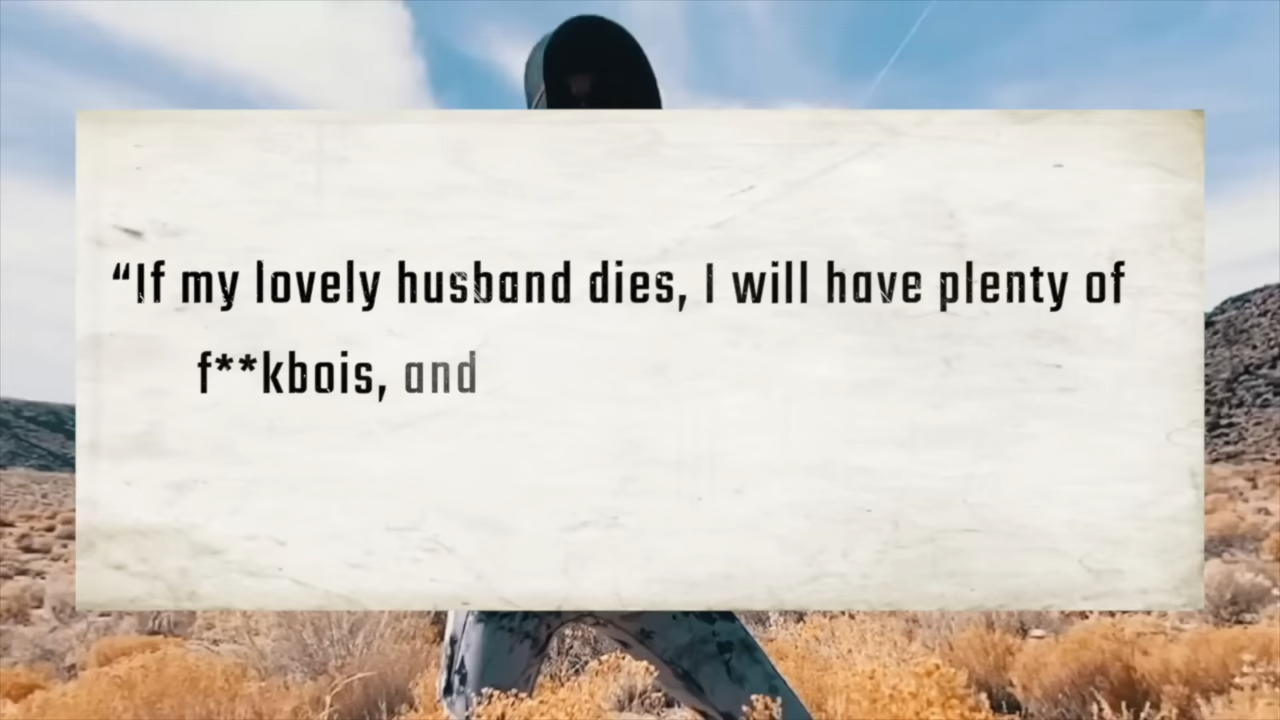 “If my lovely husband dies, I will have plenty of
f**kbois, and